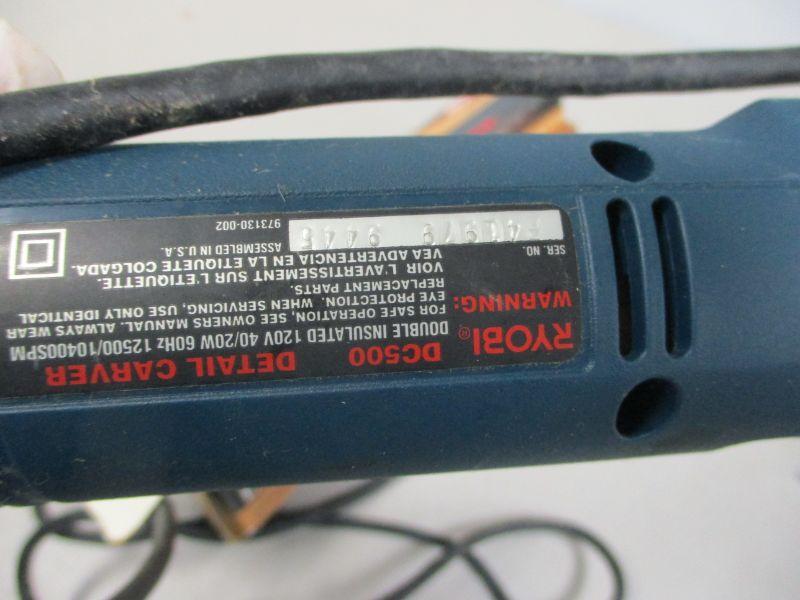 RYOBI® DC500 DETAIL CARVER
DOUBLE INSULATED 120V 40/20W 60Hz 12500/10400SPM
WARNING: FOR SAFE OPERATION, SEE OWNERS MANUAL. ALWAYS WEAR
EYE PROTECTION. WHEN SERVICING, USE ONLY IDENTICAL
REPLACEMENT PARTS.
VOIR L'AVERTISSEMENT SUR L'ETIQUETTE.
VEA ADVERTENCIA EN LA ETIQUETE COLGADA.
SER. NO. 9445 ASSEMBLED IN U.S.A.
973130-002